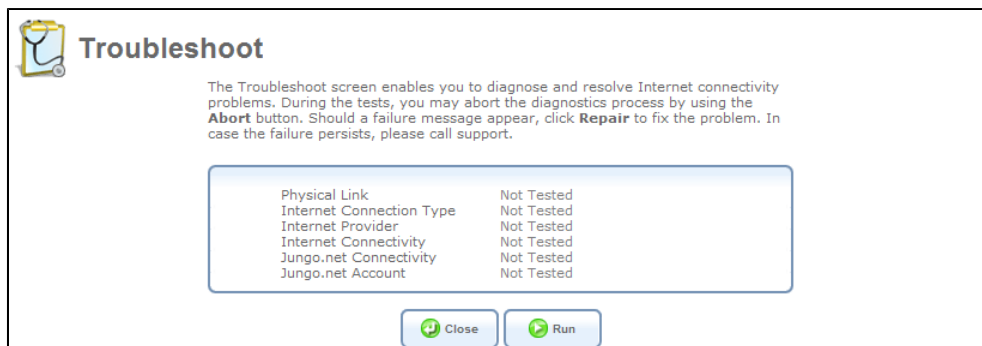 Troubleshoot
The Troubleshoot screen enables you to diagnose and resolve Internet connectivity
problems. During the tests, you may abort the diagnostics process by using the
Abort button. Should a failure message appear, click Repair to fix the problem. In
case the failure persists, please call support.
Physical Link Not Tested
Internet Connection Type Not Tested
Internet Provider Not Tested
Internet Connectivity Not Tested
Jungo.net Connectivity Not Tested
Jungo.net Account Not Tested
Close Run